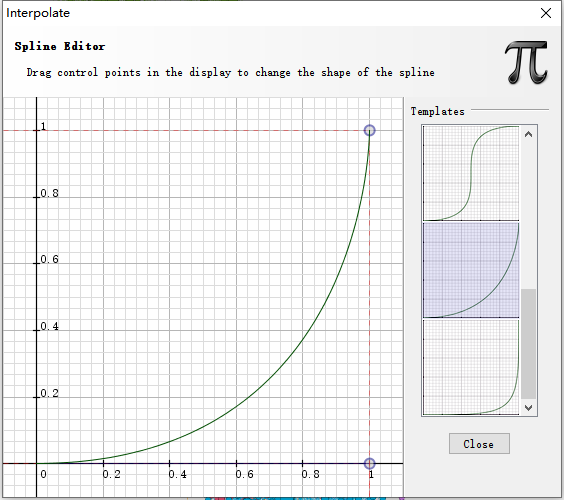 Interpolate
Spline Editor
Drag control points in the display to change the shape of the spline
π
Templates
1
0.8
0.6
0.4
0.2
0 0.2 0.4 0.6 0.8 1
Close